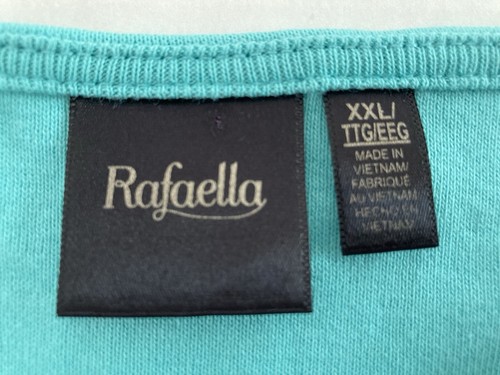 Rafaella
XXL/
TTG/EEG
MADE IN
VIETNAM/
FABRIQUÉ
AU VIETNAM
HECHO EN
VIETNAM